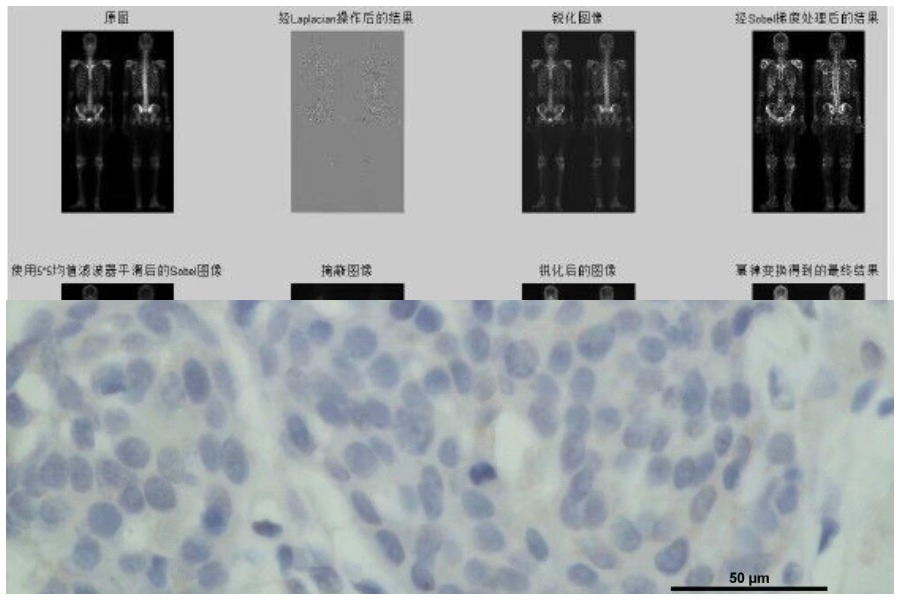 原图
经Laplacian操作后的结果
锐化图像
经Sobel梯度处理后的结果
使用5*5均值滤波器平滑后的Sobel图像
掩蔽图像
锐化后的图像
幂律变换得到的最终结果
50 µm